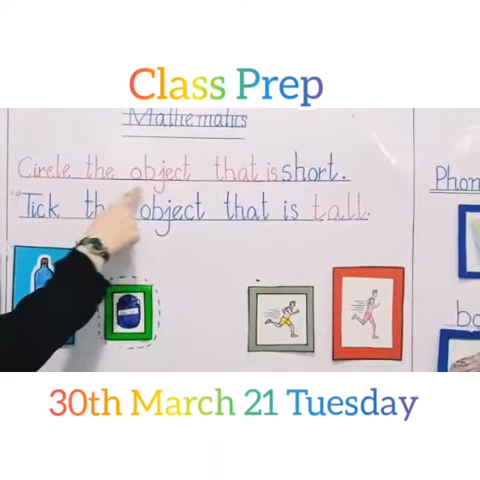 Class Prep
Mathematics
Circle the object that is short.
Phon
Tick the object that is tall.
30th March 21 Tuesday